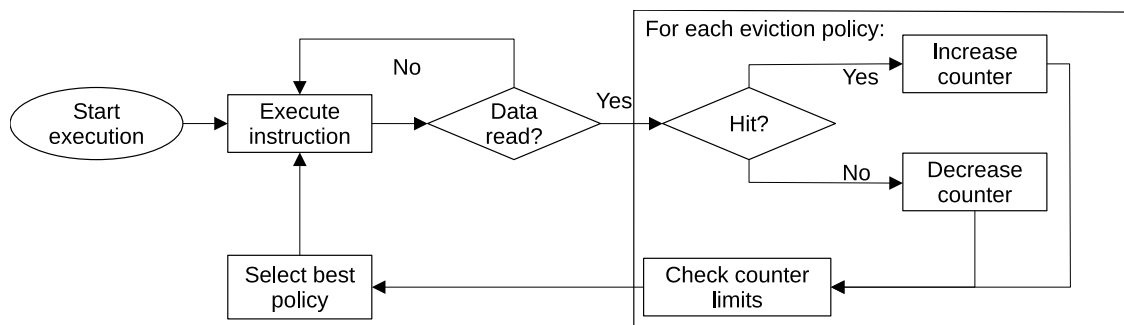 For each eviction policy:
Start
execution
Execute
instruction
No
Data
read?
Yes
Hit?
Yes
Increase
counter
No
Decrease
counter
Check counter
limits
Select best
policy